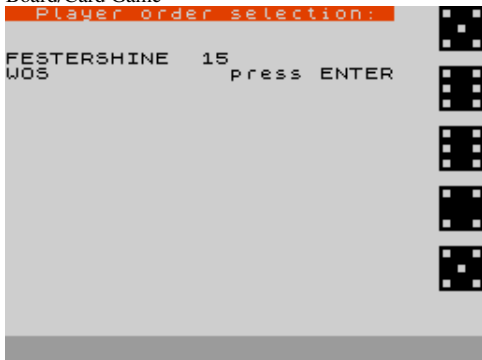 Board/Card Game
Player order selection:
FESTERSHINE 15
WOS press ENTER